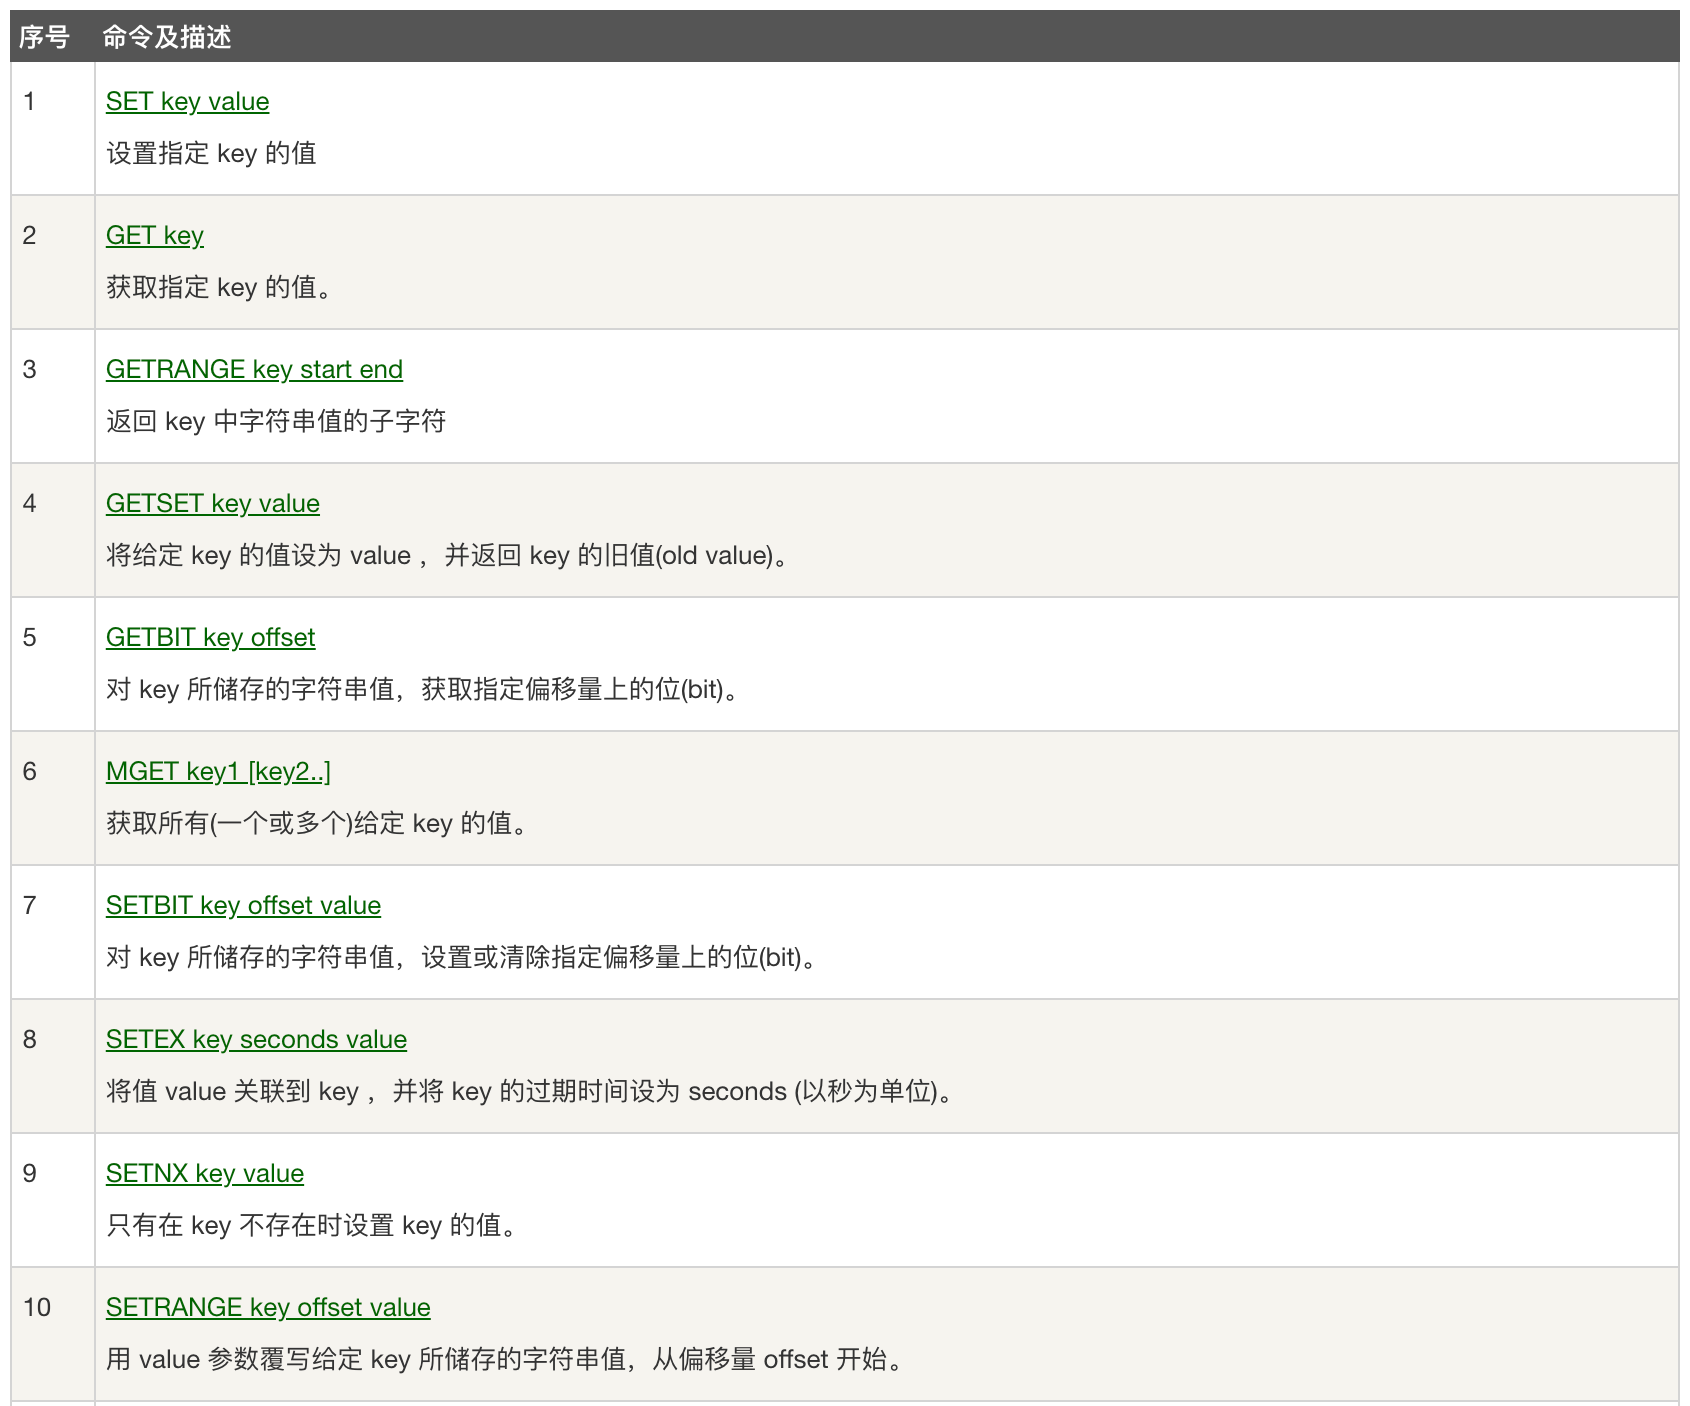 序号 命令及描述
1 SET key value
设置指定 key 的值
2 GET key
获取指定 key 的值。
3 GETRANGE key start end
返回 key 中字符串值的子字符
4 GETSET key value
将给定 key 的值设为 value ，并返回 key 的旧值(old value)。
5 GETBIT key offset
对 key 所储存的字符串值，获取指定偏移量上的位(bit)。
6 MGET key1 [key2..]
获取所有(一个或多个)给定 key 的值。
7 SETBIT key offset value
对 key 所储存的字符串值，设置或清除指定偏移量上的位(bit)。
8 SETEX key seconds value
将值 value 关联到 key ，并将 key 的过期时间设为 seconds (以秒为单位)。
9 SETNX key value
只有在 key 不存在时设置 key 的值。
10 SETRANGE key offset value
用 value 参数覆写给定 key 所储存的字符串值，从偏移量 offset 开始。